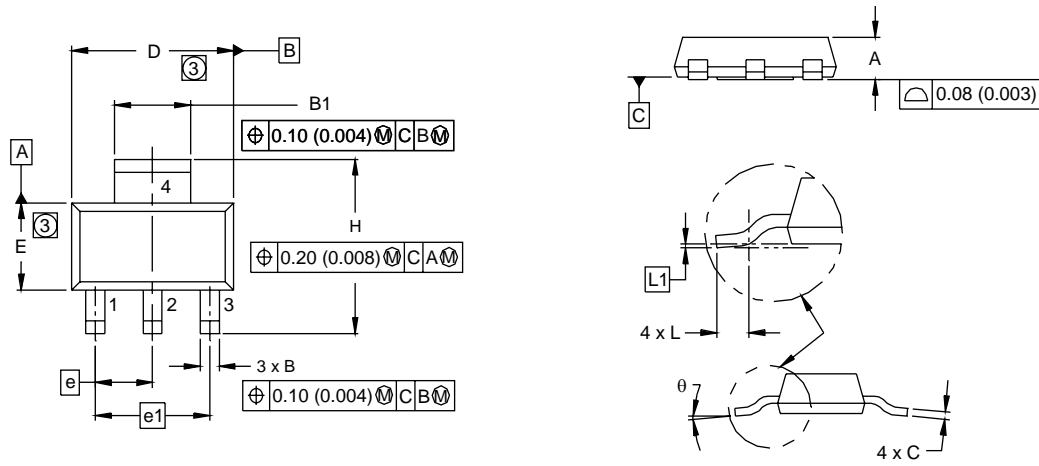 D
③
B
B1
⌖ 0.10 (0.004) Ⓜ C B Ⓜ
A
4
③
E
H
⌖ 0.20 (0.008) Ⓜ C A Ⓜ
1 2 3
3 x B
e
e1
⌖ 0.10 (0.004) Ⓜ C B Ⓜ
A
C
⌓ 0.08 (0.003)
L1
4 x L
θ
4 x C